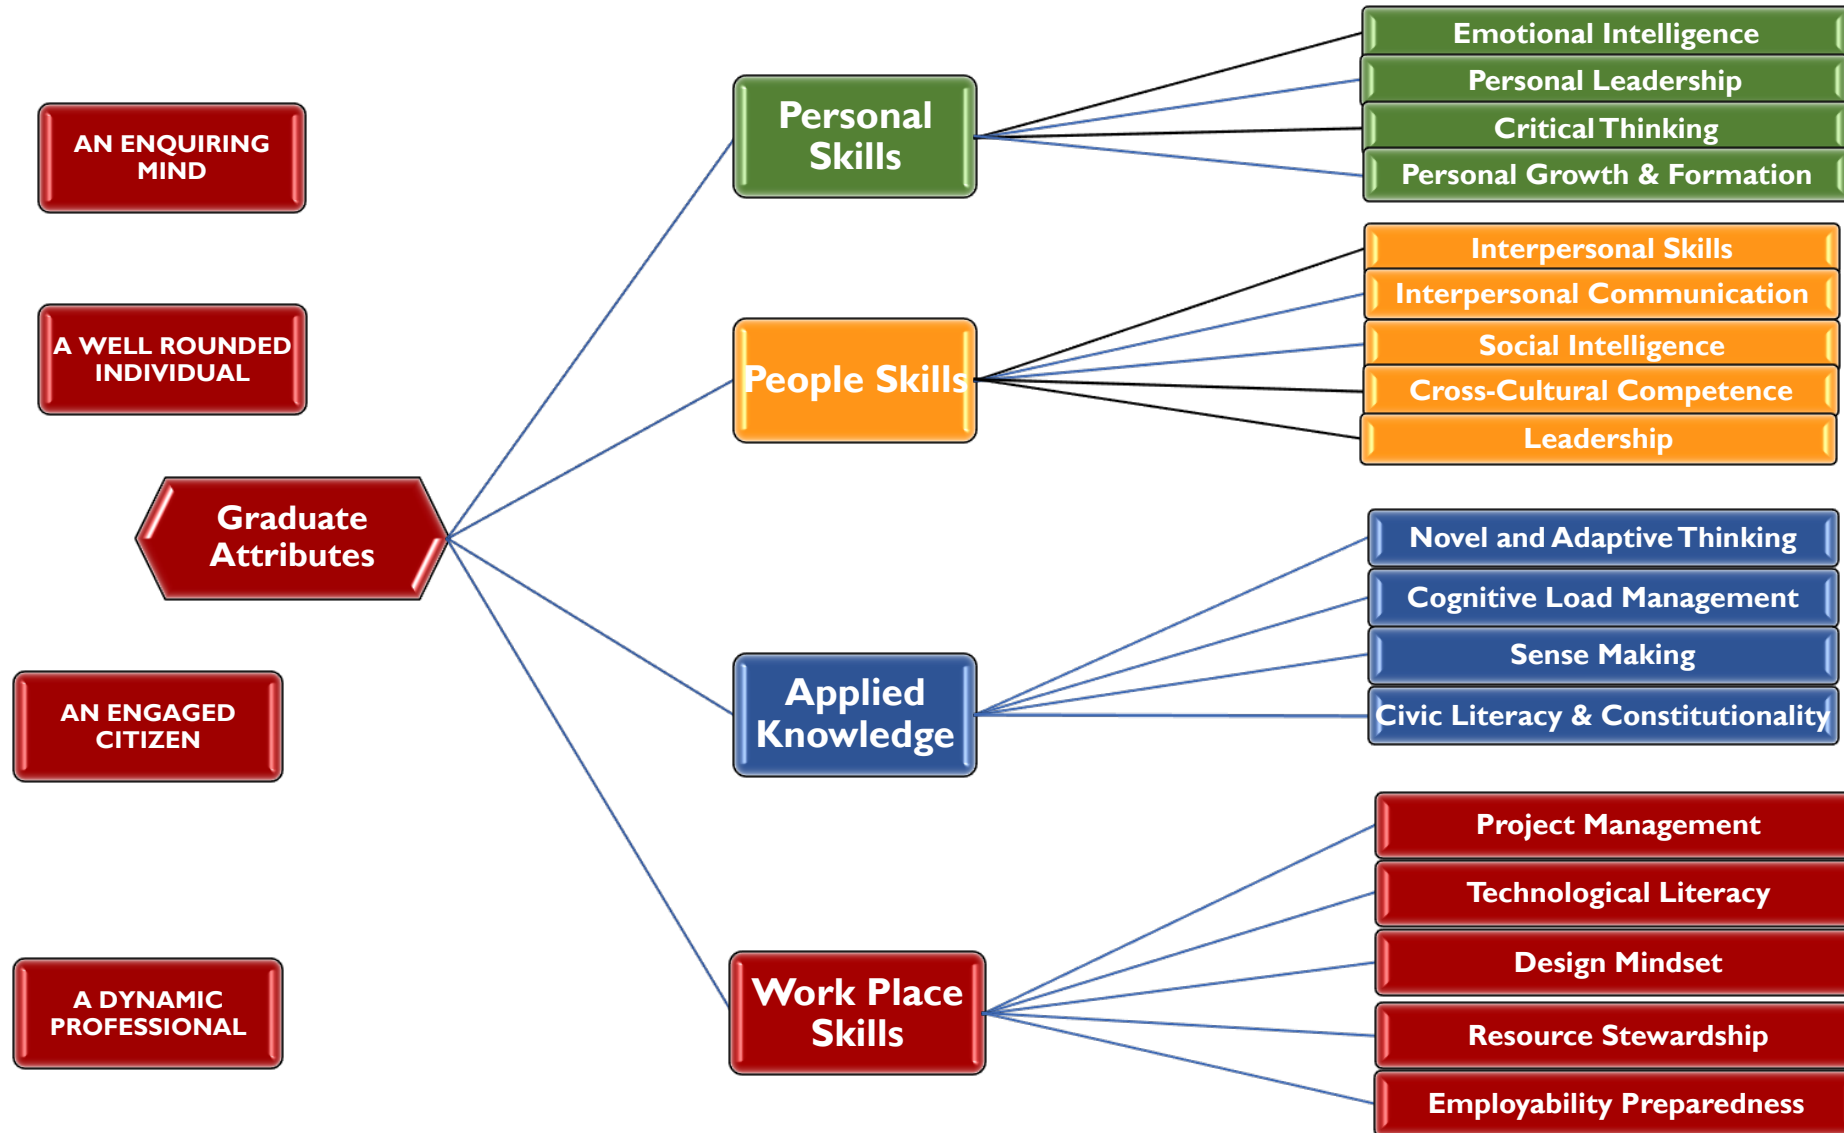 AN ENQUIRING
MIND
A WELL ROUNDED
INDIVIDUAL
Graduate
Attributes
AN ENGAGED
CITIZEN
A DYNAMIC
PROFESSIONAL
Personal
Skills
People Skills
Applied
Knowledge
Work Place
Skills
Emotional Intelligence
Personal Leadership
Critical Thinking
Personal Growth & Formation
Interpersonal Skills
Interpersonal Communication
Social Intelligence
Cross-Cultural Competence
Leadership
Novel and Adaptive Thinking
Cognitive Load Management
Sense Making
Civic Literacy & Constitutionality
Project Management
Technological Literacy
Design Mindset
Resource Stewardship
Employability Preparedness